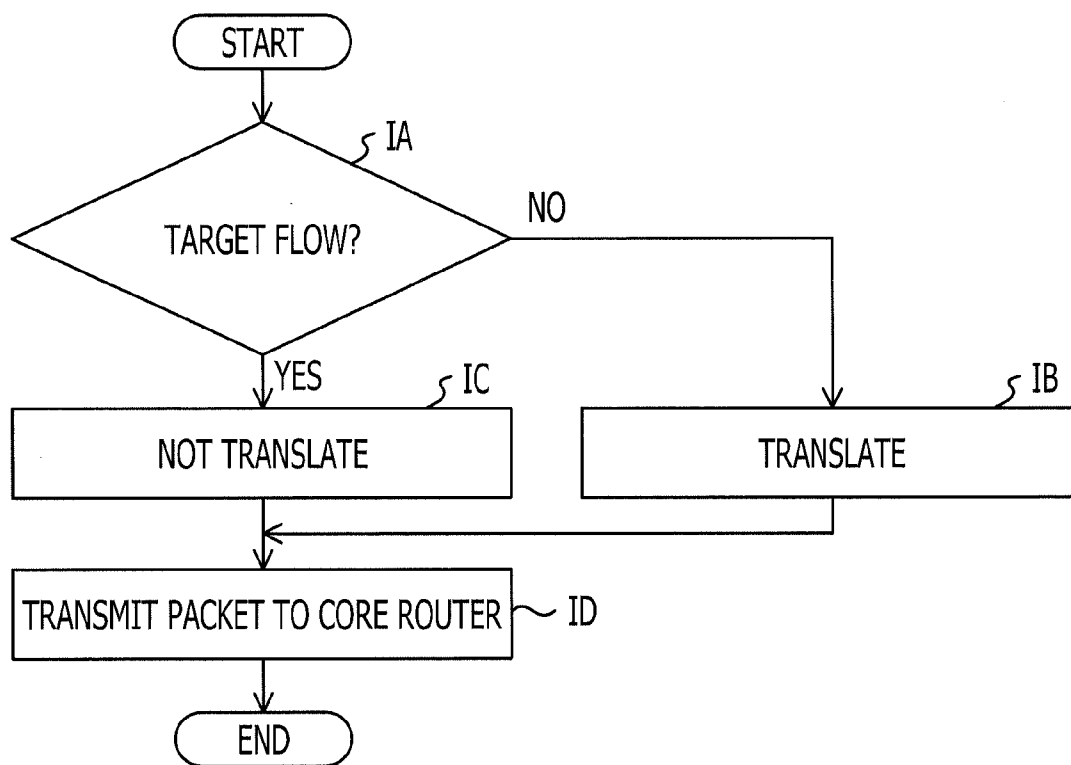 START
IA
TARGET FLOW?
NO
YES
IC
IB
NOT TRANSLATE
TRANSLATE
TRANSMIT PACKET TO CORE ROUTER
ID
END